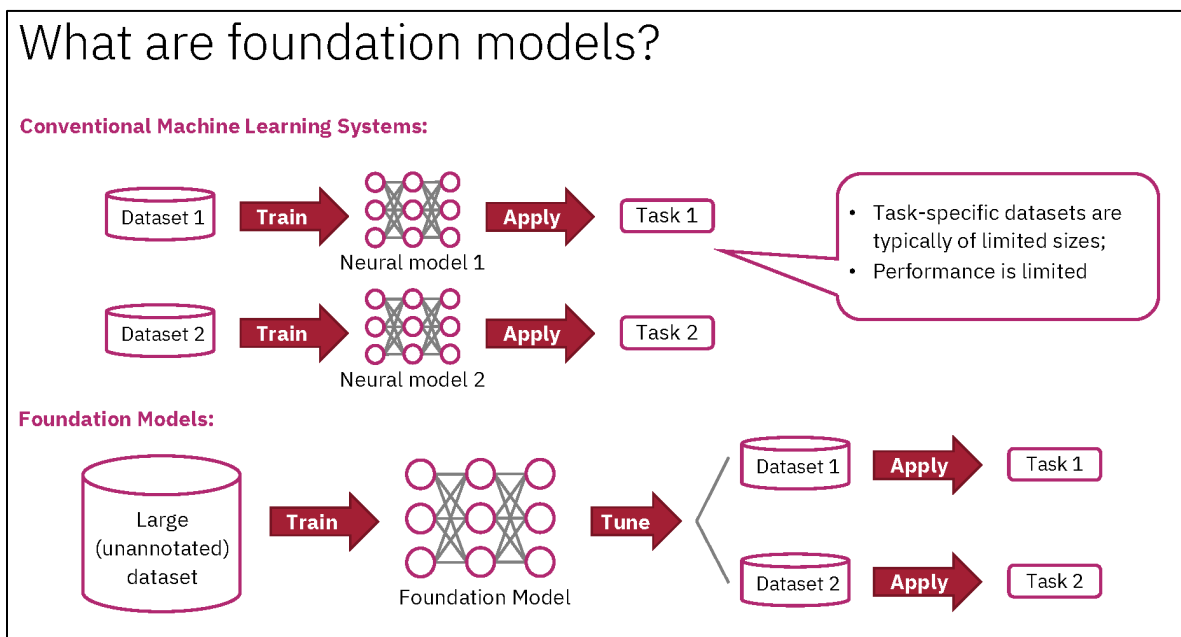 What are foundation models?
Conventional Machine Learning Systems:
Dataset 1
Train
Neural model 1
Apply
Task 1
• Task-specific datasets are
typically of limited sizes;
• Performance is limited
Dataset 2
Train
Neural model 2
Apply
Task 2
Foundation Models:
Large
(unannotated)
dataset
Train
Foundation Model
Tune
Dataset 1
Apply
Task 1
Dataset 2
Apply
Task 2